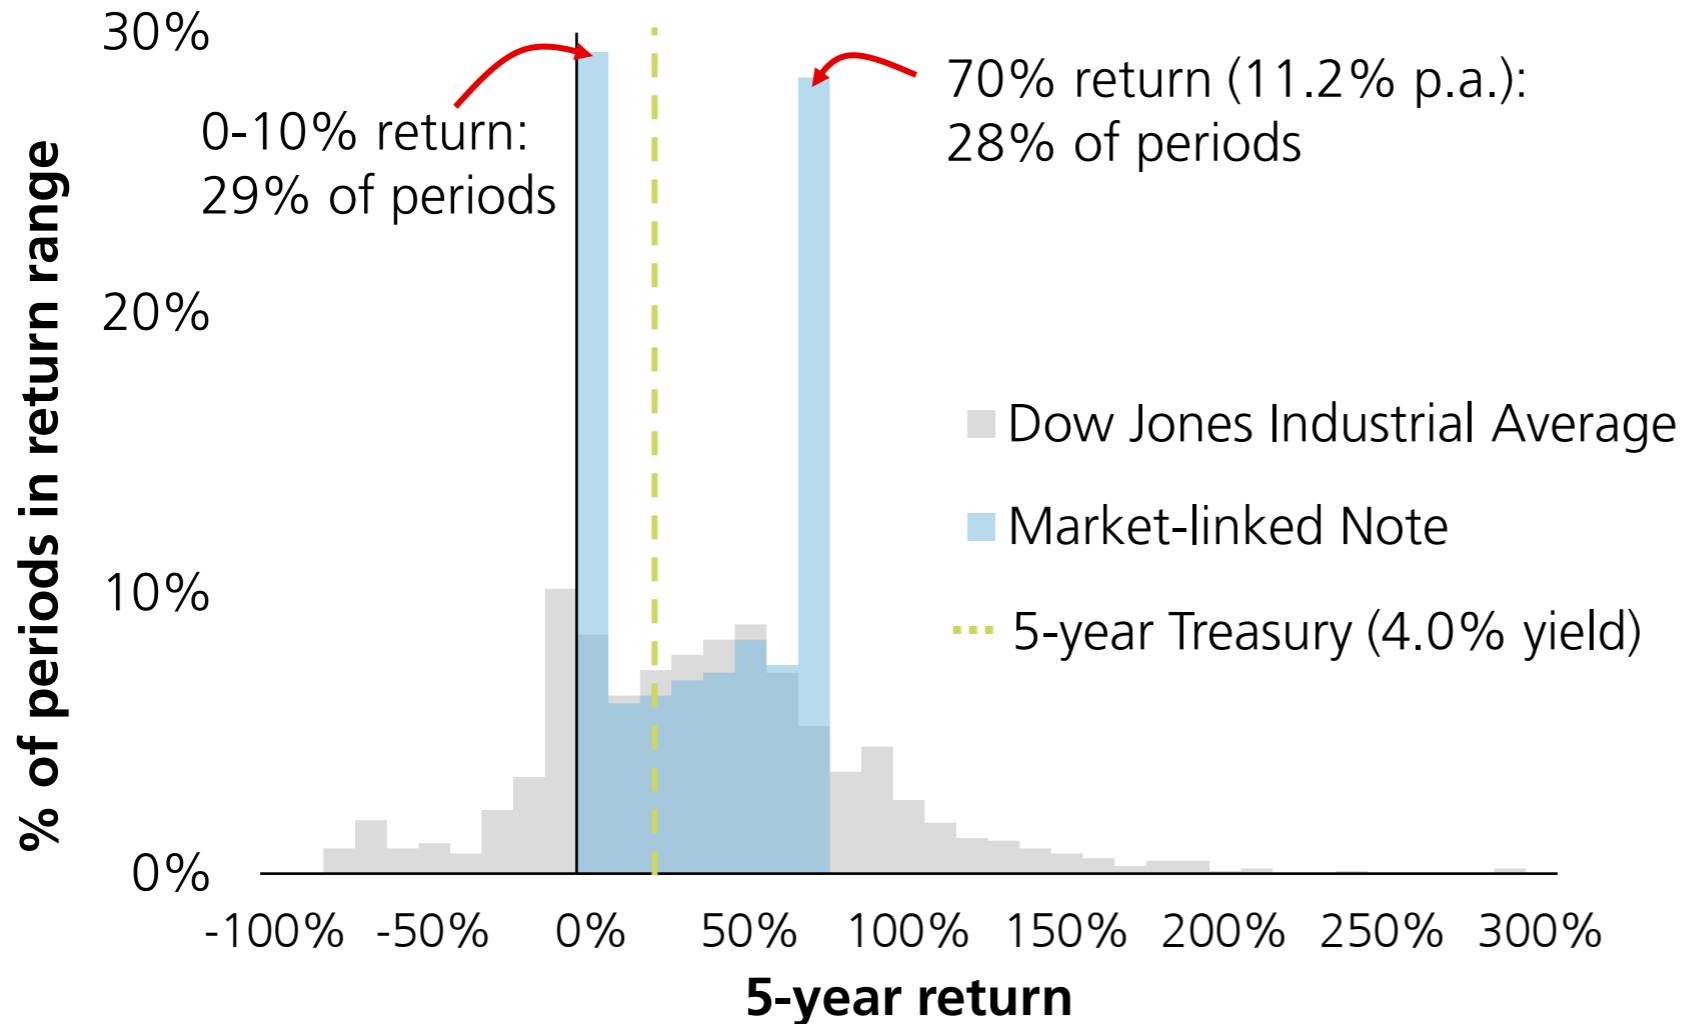 30%
0-10% return:
29% of periods
70% return (11.2% p.a.):
28% of periods
% of periods in return range
20%
Dow Jones Industrial Average
Market-linked Note
10%
5-year Treasury (4.0% yield)
0%
-100% -50% 0% 50% 100% 150% 200% 250% 300%
5-year return